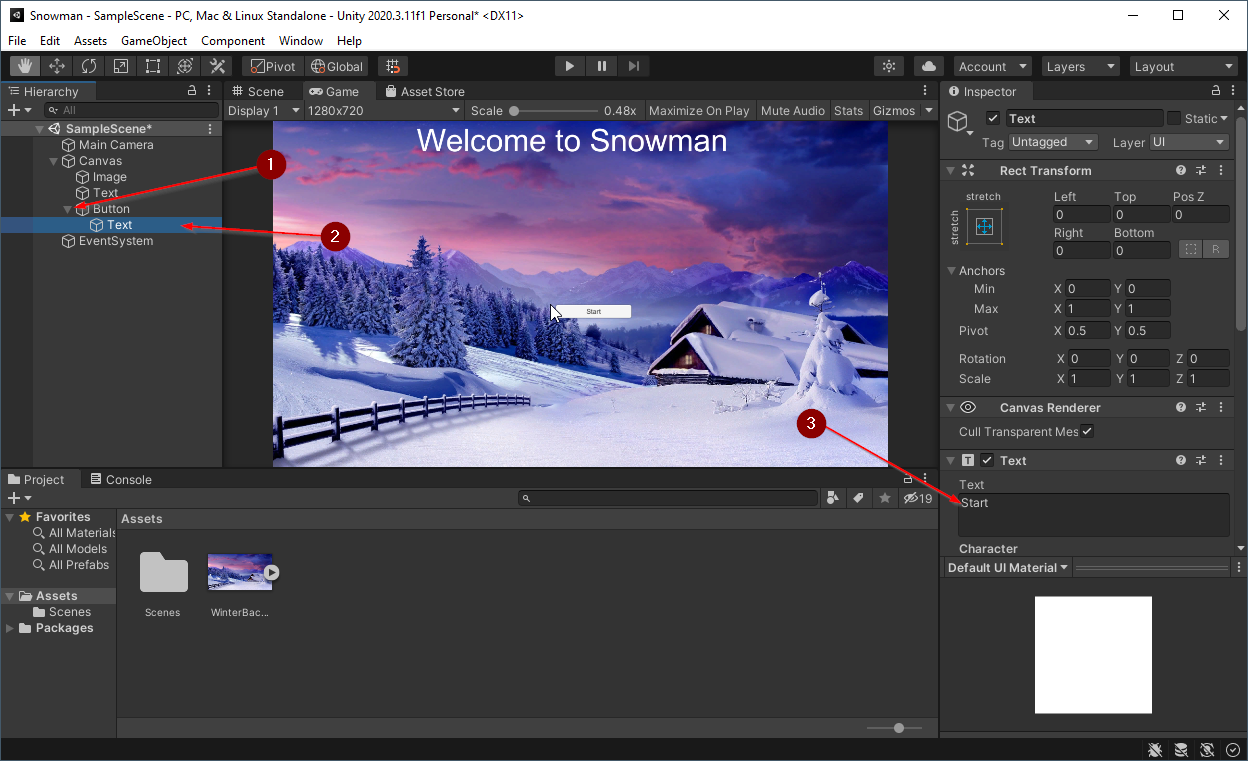 Snowman - SampleScene - PC, Mac & Linux Standalone - Unity 2020.3.11f1 Personal* <DX11>
File Edit Assets GameObject Component Window Help
Pivot Global Account Layers Layout
Hierarchy
All
SampleScene*
Main Camera
Canvas
Image
Text
Button
Text
EventSystem
1
2
Scene Game Asset Store
Display 1 1280x720 Scale 0.48x Maximize On Play Mute Audio Stats Gizmos
Welcome to Snowman
Start
3
Inspector
Text Static
Tag Untagged Layer UI
Rect Transform
stretch
stretch
Left Top Pos Z
0 0 0
Right Bottom
0 0 R
Anchors
Min X 0 Y 0
Max X 1 Y 1
Pivot X 0.5 Y 0.5
Rotation X 0 Y 0 Z 0
Scale X 1 Y 1 Z 1
Canvas Renderer
Cull Transparent Mes
T Text
Text
Start
Character
Default UI Material
Project Console
19
Favorites
All Materials
All Models
All Prefabs
Assets
Scenes
Packages
Assets
Scenes WinterBac...